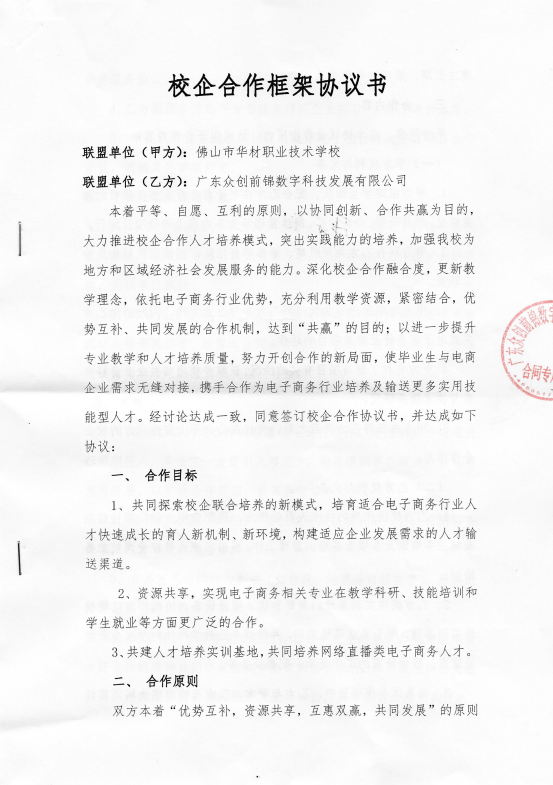 校企合作框架协议书
联盟单位（甲方）：佛山市华材职业技术学校
联盟单位（乙方）：广东众创前锦数字科技发展有限公司
本着平等、自愿、互利的原则，以协同创新、合作共赢为目的，
大力推进校企合作人才培养模式，突出实践能力的培养，加强我校为
地方和区域经济社会发展服务的能力。深化校企合作融合度，更新教
学理念，依托电子商务行业优势，充分利用教学资源，紧密结合，优
势互补、共同发展的合作机制，达到“共赢”的目的；以进一步提升
专业教学和人才培养质量，努力开创合作的新局面，使毕业生与电商
企业需求无缝对接，携手合作为电子商务行业培养及输送更多实用技
能型人才。经讨论达成一致，同意签订校企合作协议书，并达成如下
协议：
一、 合作目标
1、共同探索校企联合培养的新模式，培育适合电子商务行业人
才快速成长的育人新机制、新环境，构建适应企业发展需求的人才输
送渠道。
2、资源共享，实现电子商务相关专业在教学科研、技能培训和
学生就业等方面更广泛的合作。
3、共建人才培养实训基地，共同培养网络直播类电子商务人才。
二、 合作原则
双方本着“优势互补，资源共享，互惠双赢，共同发展”的原则
广东众创前锦数字
合同专